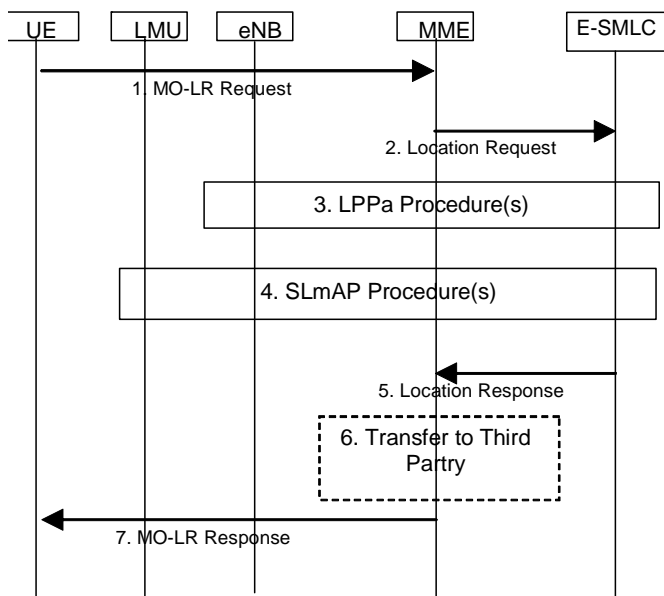 UE LMU eNB MME E-SMLC
1. MO-LR Request
2. Location Request
3. LPPa Procedure(s)
4. SLmAP Procedure(s)
5. Location Response
6. Transfer to Third
Partry
7. MO-LR Response